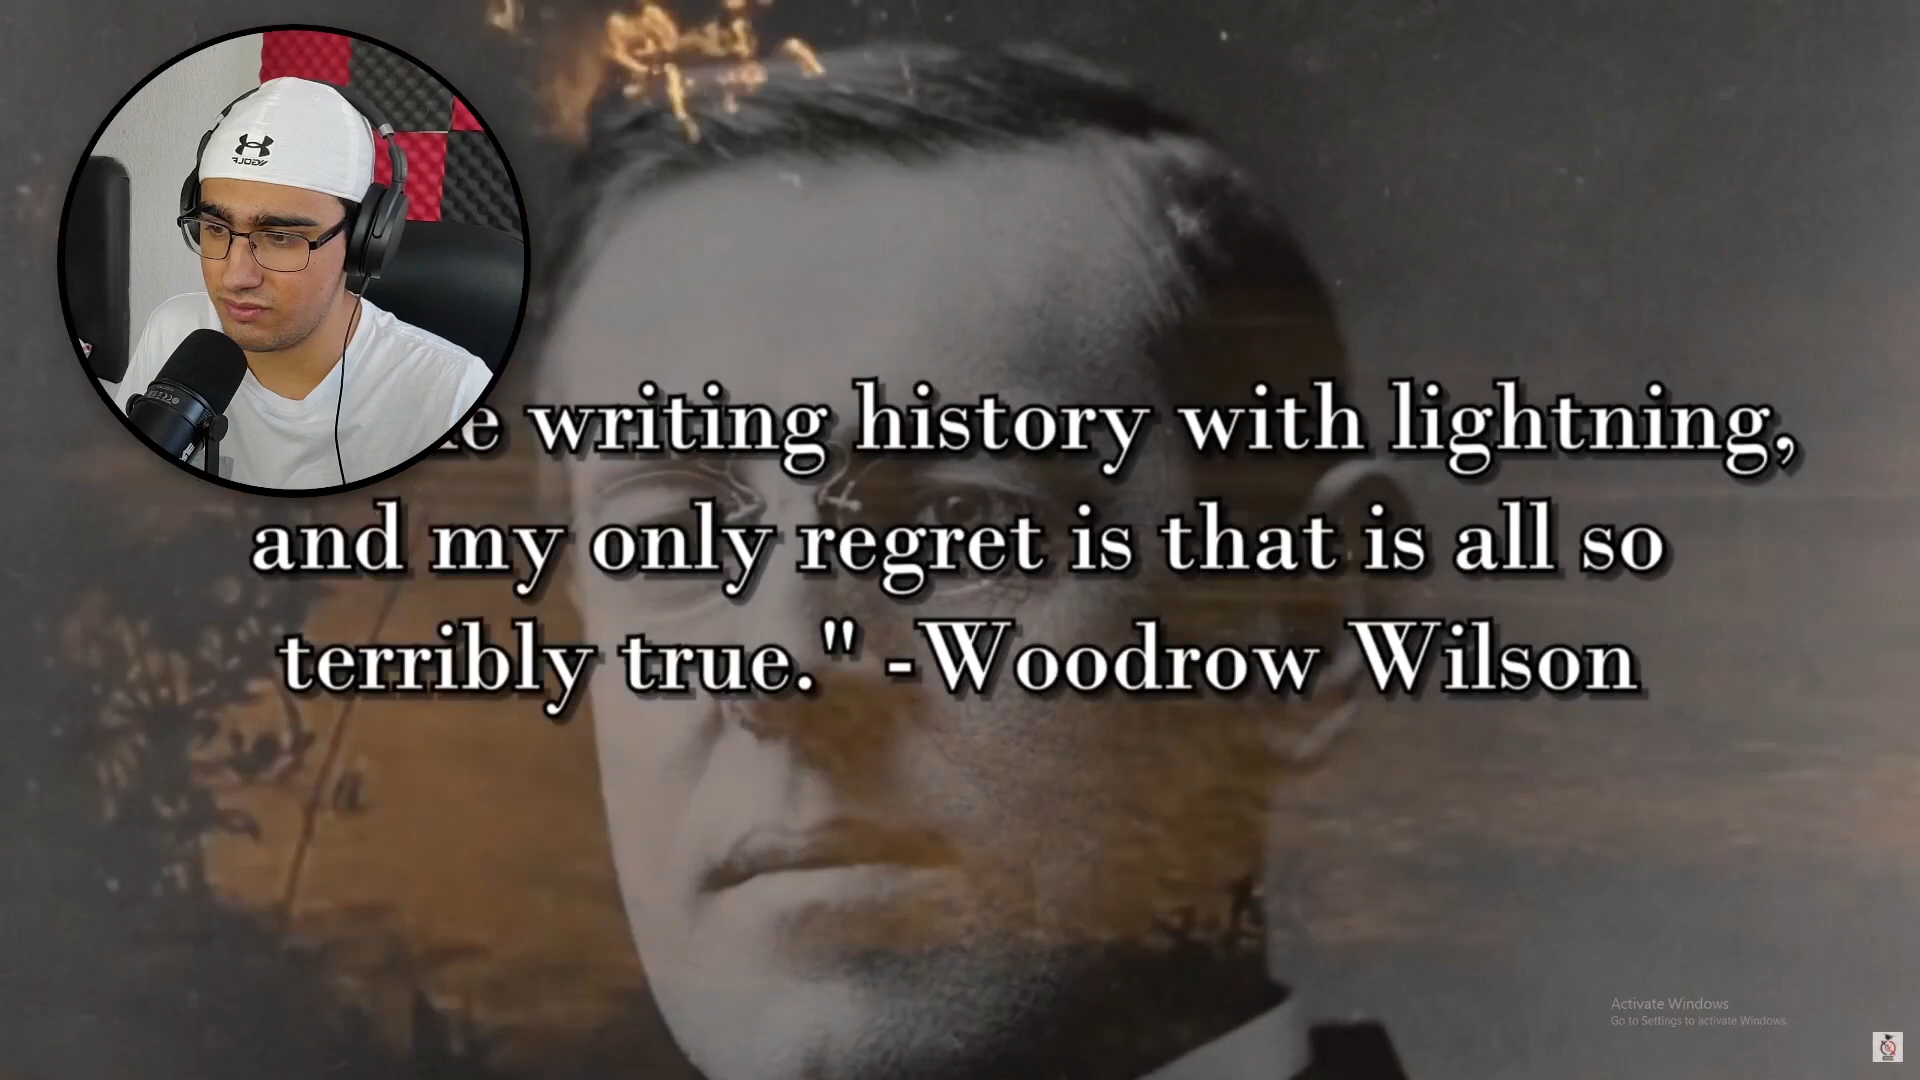 writing history with lightning,
and my only regret is that is all so
terribly true." -Woodrow Wilson
Activate Windows
Go to Settings to activate Windows.